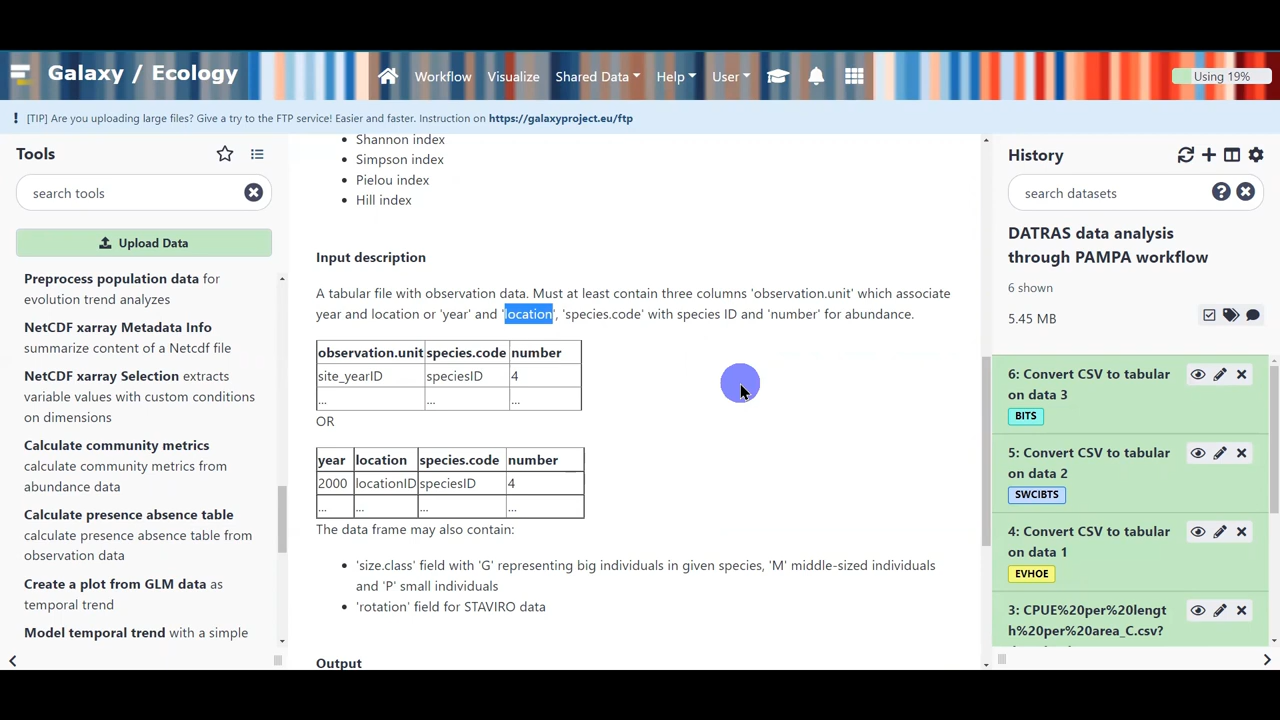 Galaxy / Ecology
Workflow
Visualize
Shared Data
Help
User
Using 19%
! [TIP] Are you uploading large files? Give a try to the FTP service! Easier and faster. Instruction on https://galaxyproject.eu/ftp
Tools
search tools
Upload Data
Preprocess population data for
evolution trend analyzes
NetCDF xarray Metadata Info
summarize content of a Netcdf file
NetCDF xarray Selection extracts
variable values with custom conditions
on dimensions
Calculate community metrics
calculate community metrics from
abundance data
Calculate presence absence table
calculate presence absence table from
observation data
Create a plot from GLM data as
temporal trend
Model temporal trend with a simple
• Shannon index
• Simpson index
• Pielou index
• Hill index
Input description
A tabular file with observation data. Must at least contain three columns 'observation.unit' which associate
year and location or 'year' and 'location', 'species.code' with species ID and 'number' for abundance.
observation.unit species.code number
site_yearID speciesID 4
... ... ...
OR
year location species.code number
2000 locationID speciesID 4
... ... ... ...
The data frame may also contain:
• 'size.class' field with 'G' representing big individuals in given species, 'M' middle-sized individuals
and 'P' small individuals
• 'rotation' field for STAVIRO data
Output
History
search datasets
DATRAS data analysis
through PAMPA workflow
6 shown
5.45 MB
6: Convert CSV to tabular
on data 3
BITS
5: Convert CSV to tabular
on data 2
SWCIBTS
4: Convert CSV to tabular
on data 1
EVHOE
3: CPUE%20per%20lengt
h%20per%20area_C.csv?